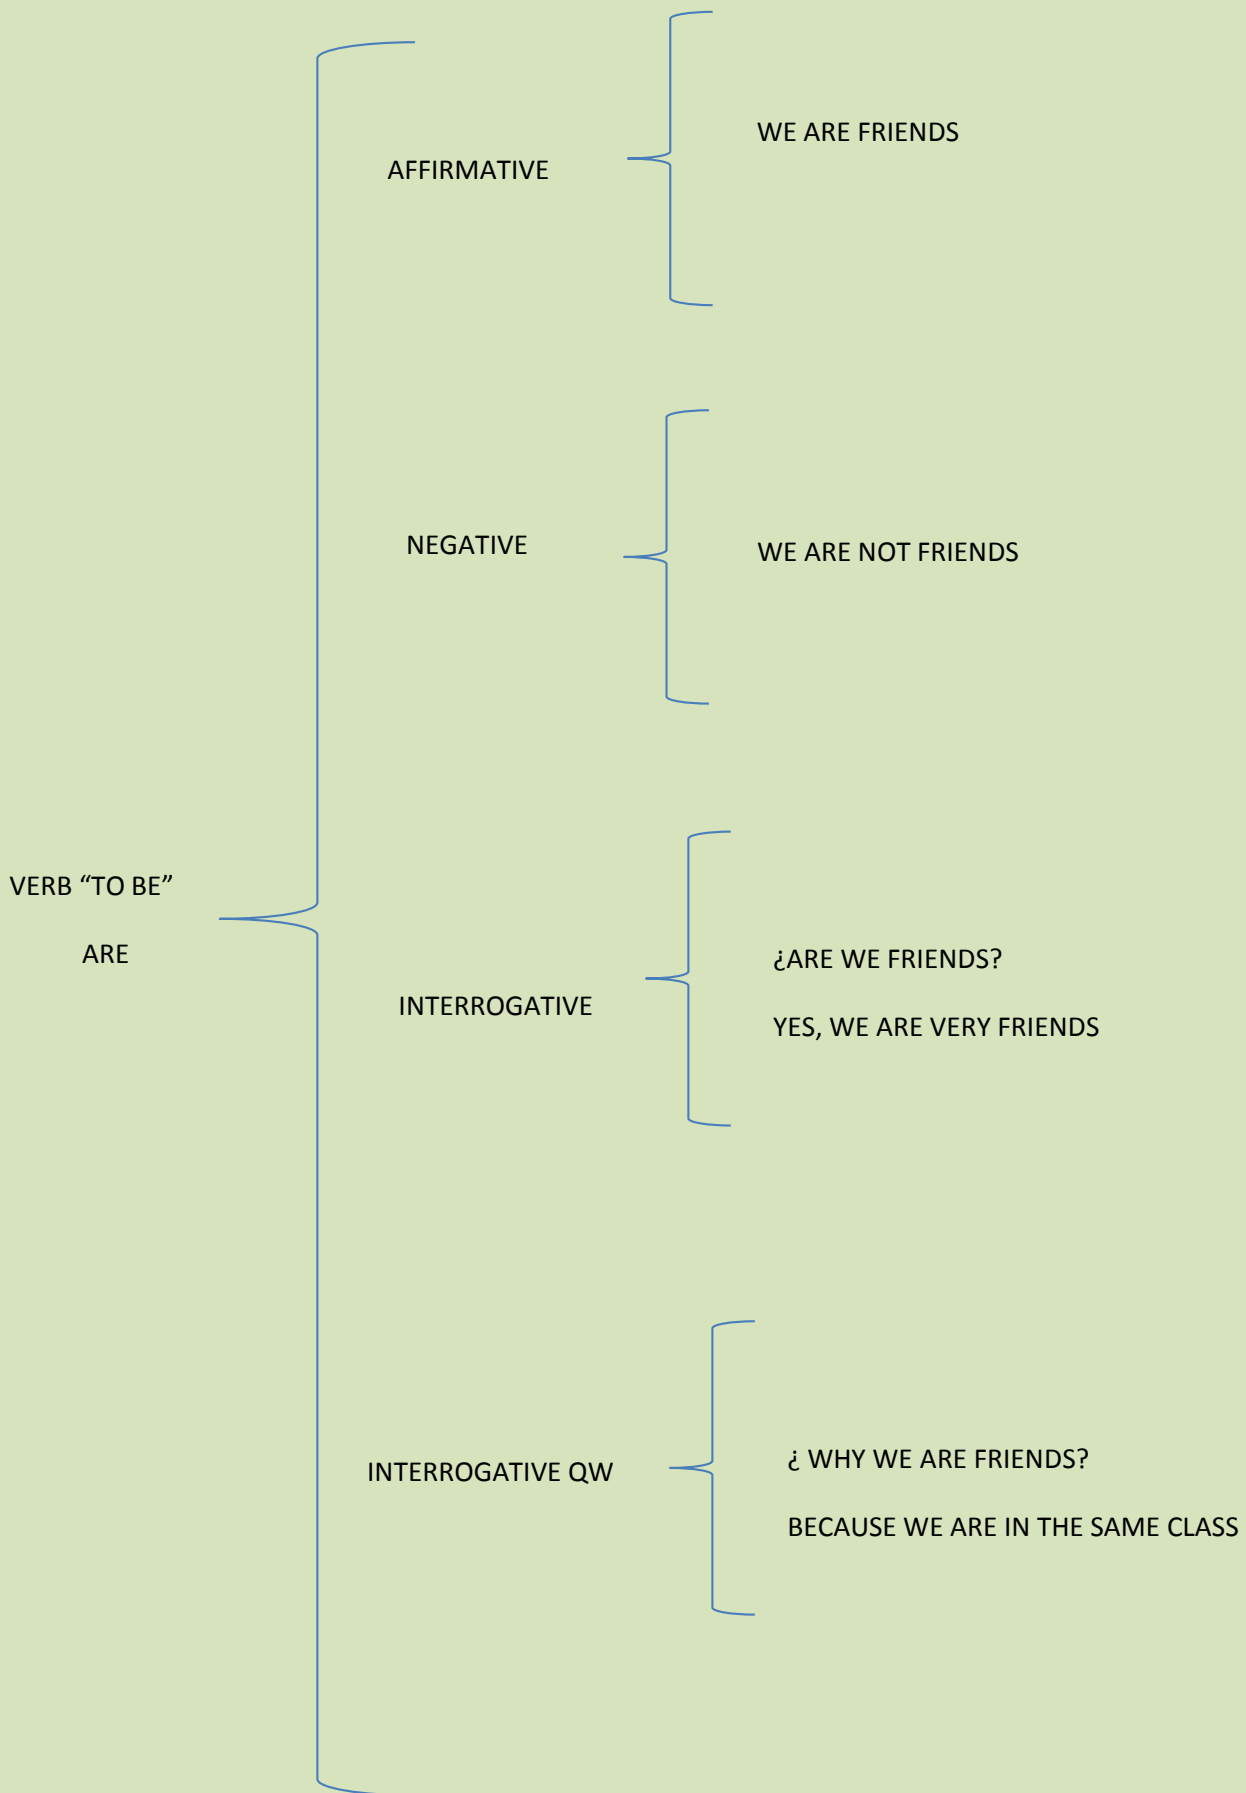 VERB “TO BE”
ARE
AFFIRMATIVE
WE ARE FRIENDS
NEGATIVE
WE ARE NOT FRIENDS
INTERROGATIVE
¿ARE WE FRIENDS?
YES, WE ARE VERY FRIENDS
INTERROGATIVE QW
¿ WHY WE ARE FRIENDS?
BECAUSE WE ARE IN THE SAME CLASS